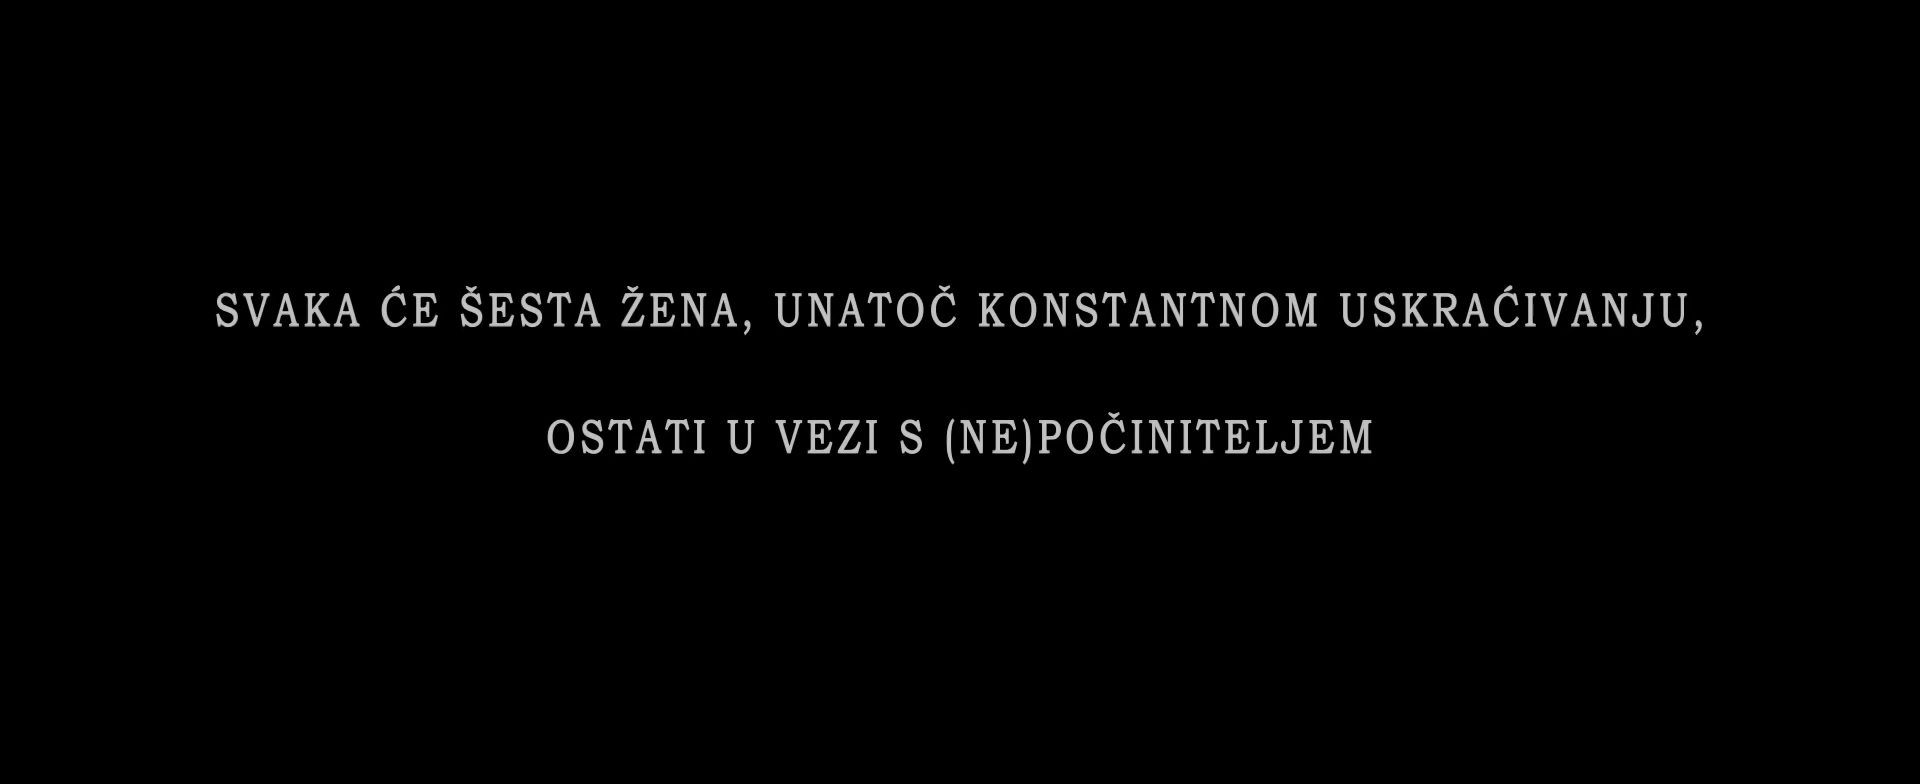 SVAKA ĆE ŠESTA ŽENA, UNATOČ KONSTANTNOM USKRAĆIVANJU,
OSTATI U VEZI S (NE)POČINITELJEM